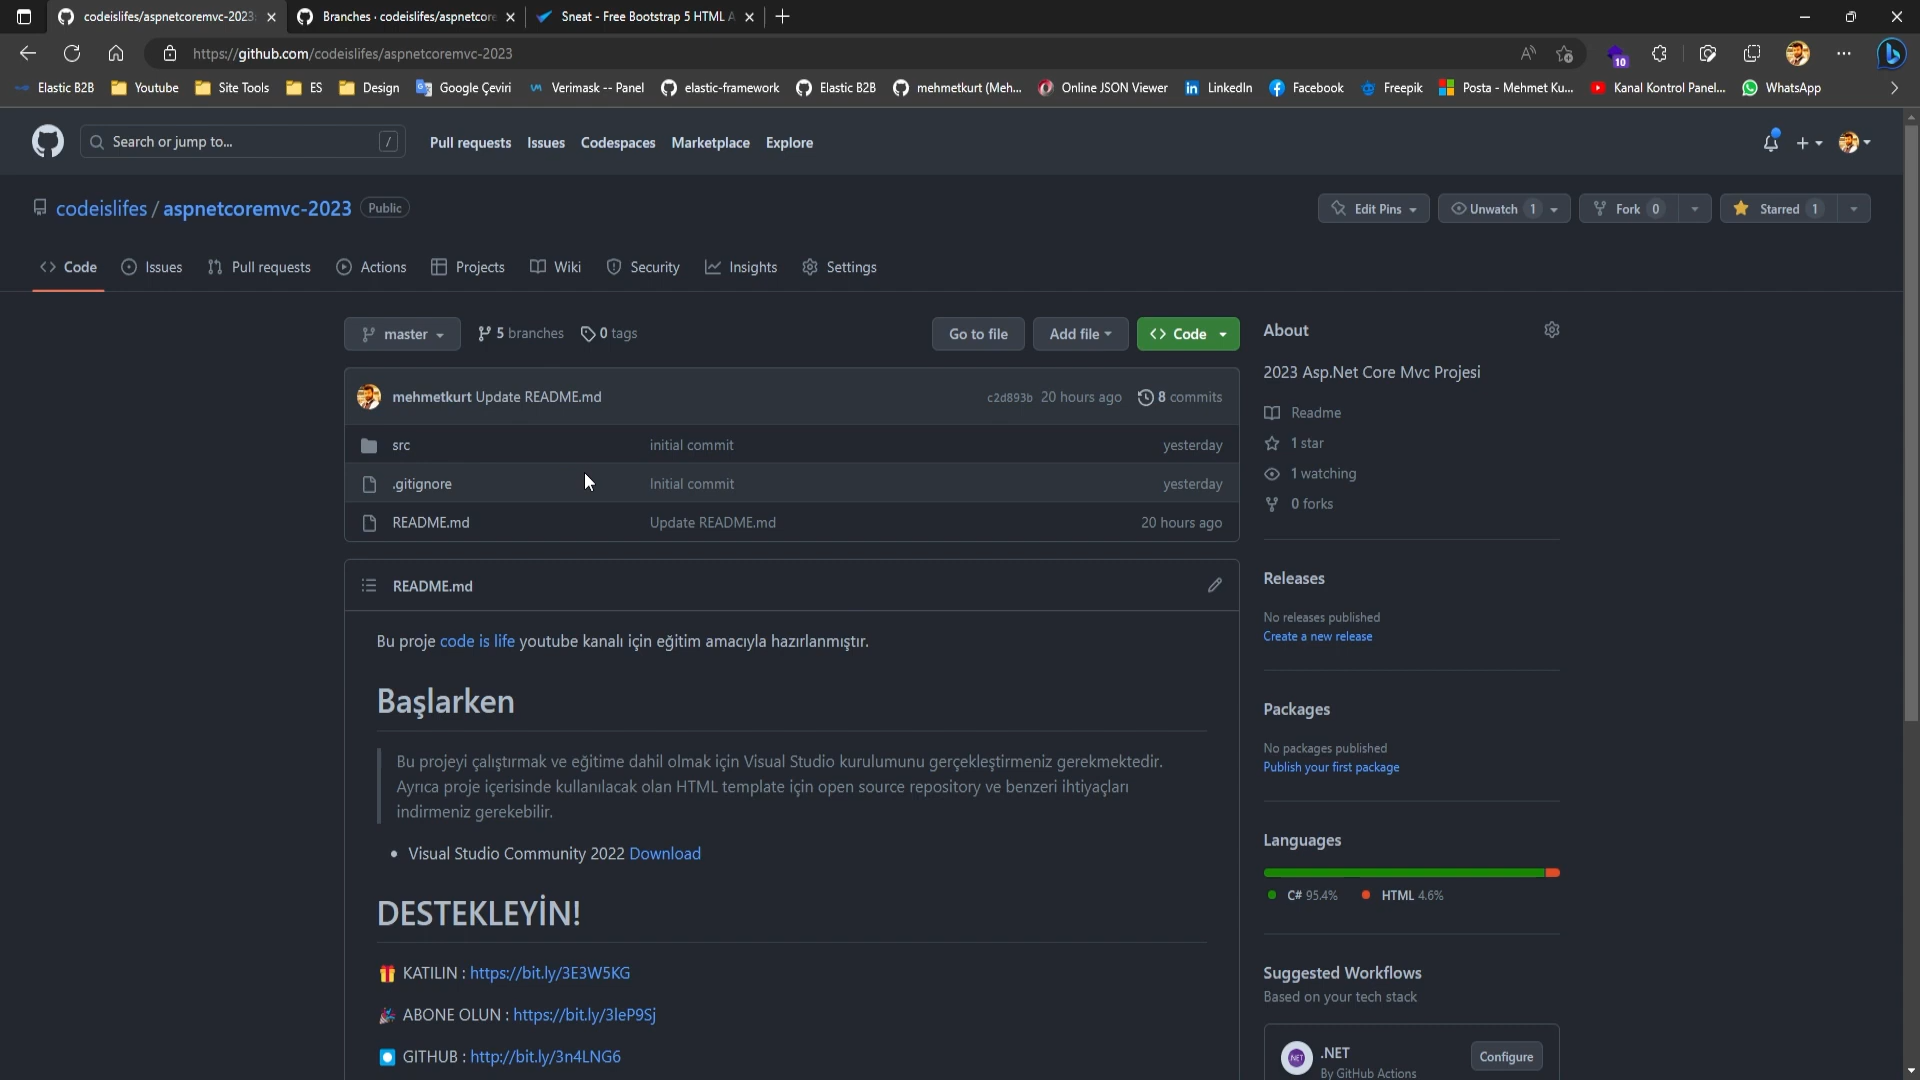 codeislifes/aspnetcoremvc-2023:
Branches · codeislifes/aspnetcore
Sneat - Free Bootstrap 5 HTML A
https://github.com/codeislifes/aspnetcoremvc-2023
10
Elastic B2B
Youtube
Site Tools
ES
Design
Google Çeviri
Verimask -- Panel
elastic-framework
Elastic B2B
mehmetkurt (Meh...
Online JSON Viewer
LinkedIn
Facebook
Freepik
Posta - Mehmet Ku...
Kanal Kontrol Panel...
WhatsApp
Search or jump to...
/
Pull requests
Issues
Codespaces
Marketplace
Explore
codeislifes / aspnetcoremvc-2023
Public
Edit Pins
Unwatch 1
Fork 0
Starred 1
Code
Issues
Pull requests
Actions
Projects
Wiki
Security
Insights
Settings
master
5 branches
0 tags
Go to file
Add file
Code
mehmetkurt Update README.md
c2d893b 20 hours ago
8 commits
src
initial commit
yesterday
.gitignore
Initial commit
yesterday
README.md
Update README.md
20 hours ago
README.md
Bu proje code is life youtube kanalı için eğitim amacıyla hazırlanmıştır.
Başlarken
Bu projeyi çalıştırmak ve eğitime dahil olmak için Visual Studio kurulumunu gerçekleştirmeniz gerekmektedir.
Ayrıca proje içerisinde kullanılacak olan HTML template için open source repository ve benzeri ihtiyaçları
indirmeniz gerekebilir.
Visual Studio Community 2022 Download
DESTEKLEYİN!
KATILIN : https://bit.ly/3E3W5KG
ABONE OLUN : https://bit.ly/3leP9Sj
GITHUB : http://bit.ly/3n4LNG6
About
2023 Asp.Net Core Mvc Projesi
Readme
1 star
1 watching
0 forks
Releases
No releases published
Create a new release
Packages
No packages published
Publish your first package
Languages
C# 95.4%
HTML 4.6%
Suggested Workflows
Based on your tech stack
.NET
.NET
Configure
By GitHub Actions